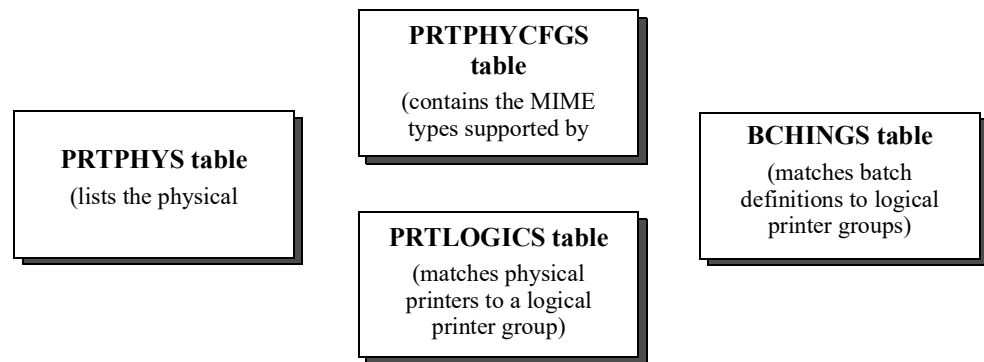 PRTPHYCFGS
table
(contains the MIME
types supported by
PRTPHYS table
(lists the physical
BCHINGS table
(matches batch
definitions to logical
printer groups)
PRTLOGICS table
(matches physical
printers to a logical
printer group)